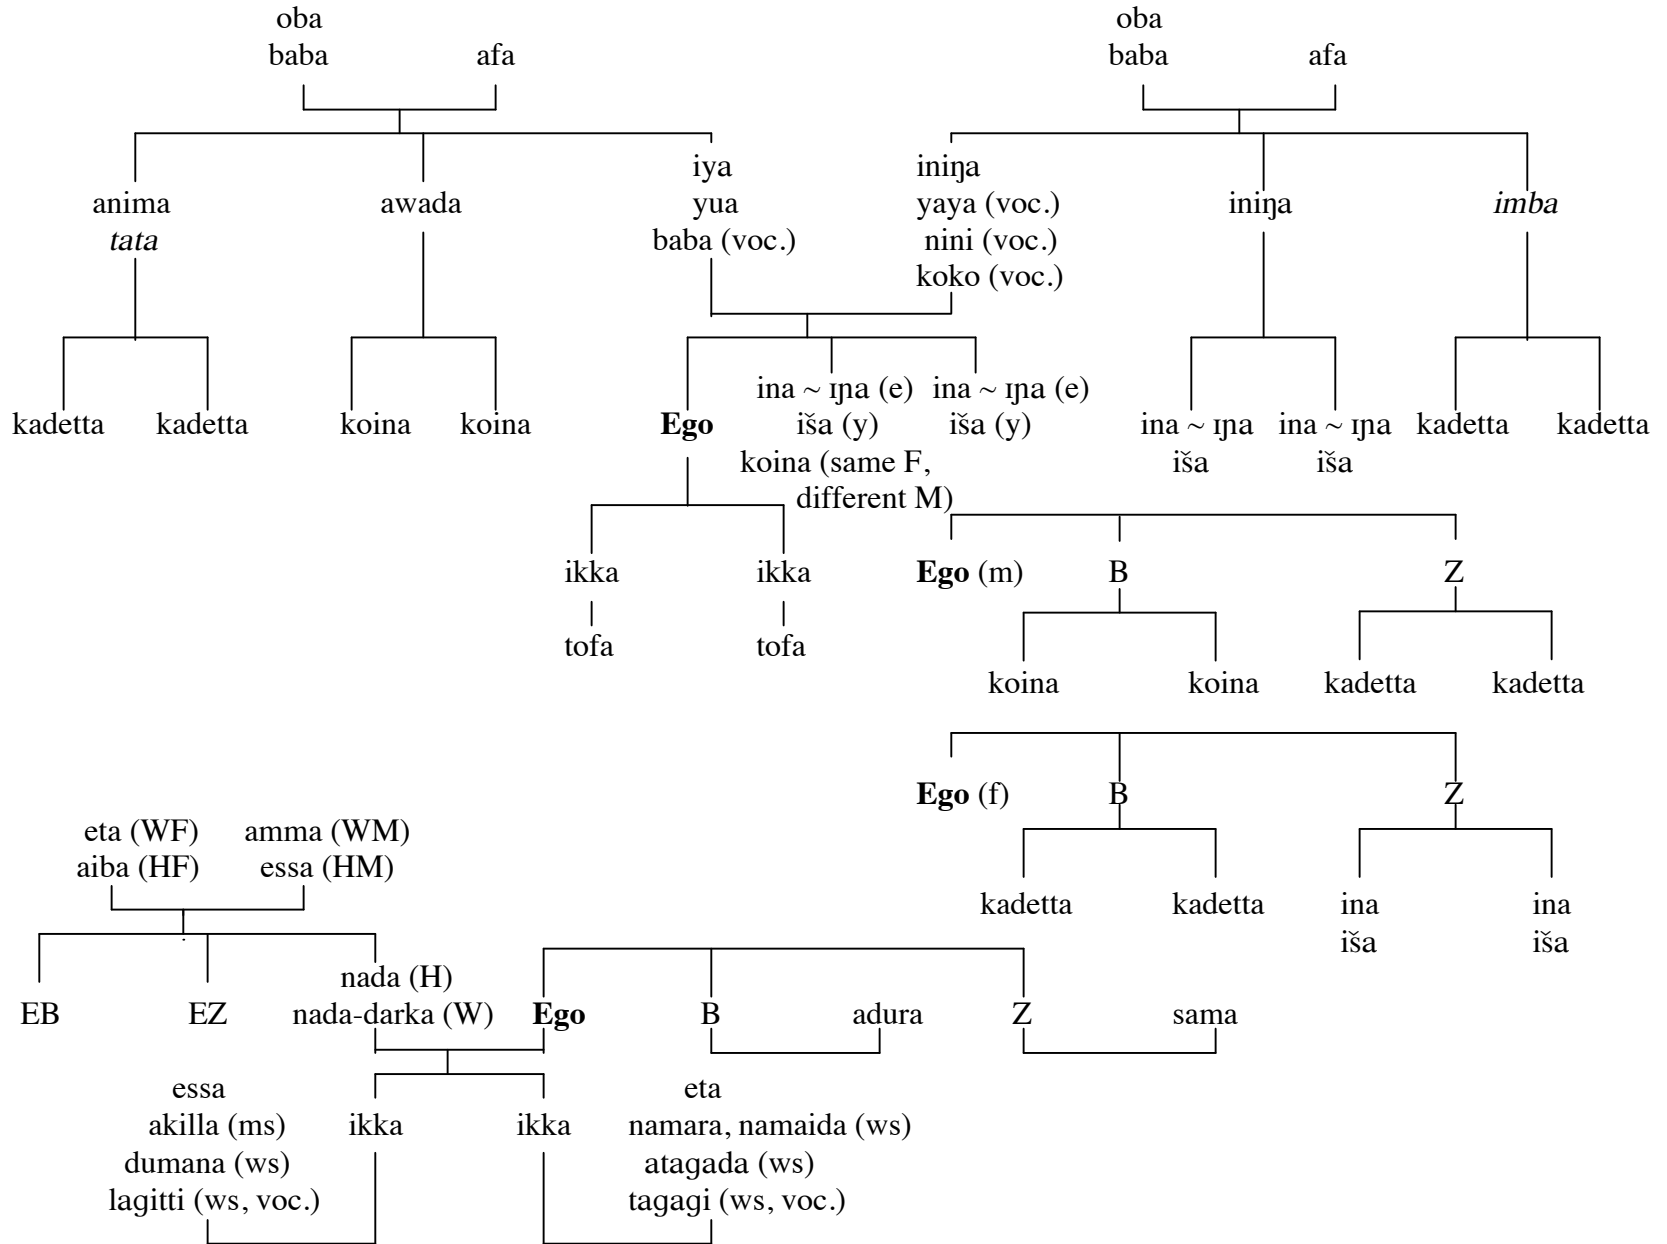 oba oba
baba afa baba afa
iya iniŋa
anima awada yua yaya (voc.) iniŋa imba
tata baba (voc.) nini (voc.)
koko (voc.)
ina ~ ɪɲa (e) ina ~ ɪɲa (e)
kadetta kadetta koina koina Ego iša (y) iša (y) ina ~ ɪɲa ina ~ ɪɲa kadetta kadetta
koina (same F, iša iša
different M)
ikka ikka Ego (m) B Z
tofa tofa
koina koina kadetta kadetta
Ego (f) B Z
eta (WF) amma (WM)
aiba (HF) essa (HM)
kadetta kadetta ina ina
iša iša
nada (H)
EB EZ nada-darka (W) Ego B adura Z sama
essa eta
akilla (ms) ikka ikka namara, namaida (ws)
dumana (ws) atagada (ws)
lagitti (ws, voc.) tagagi (ws, voc.)